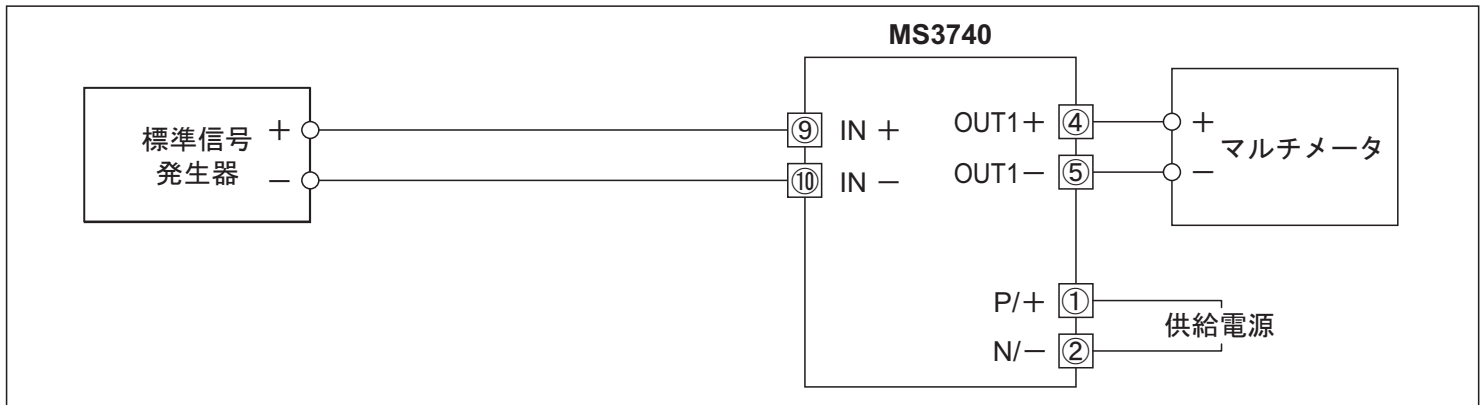 MS3740
標準信号
発生器
+
−
⑨ IN +
⑩ IN −
OUT1+ ④
OUT1− ⑤
+
−
マルチメータ
P/+ ①
N/− ②
供給電源